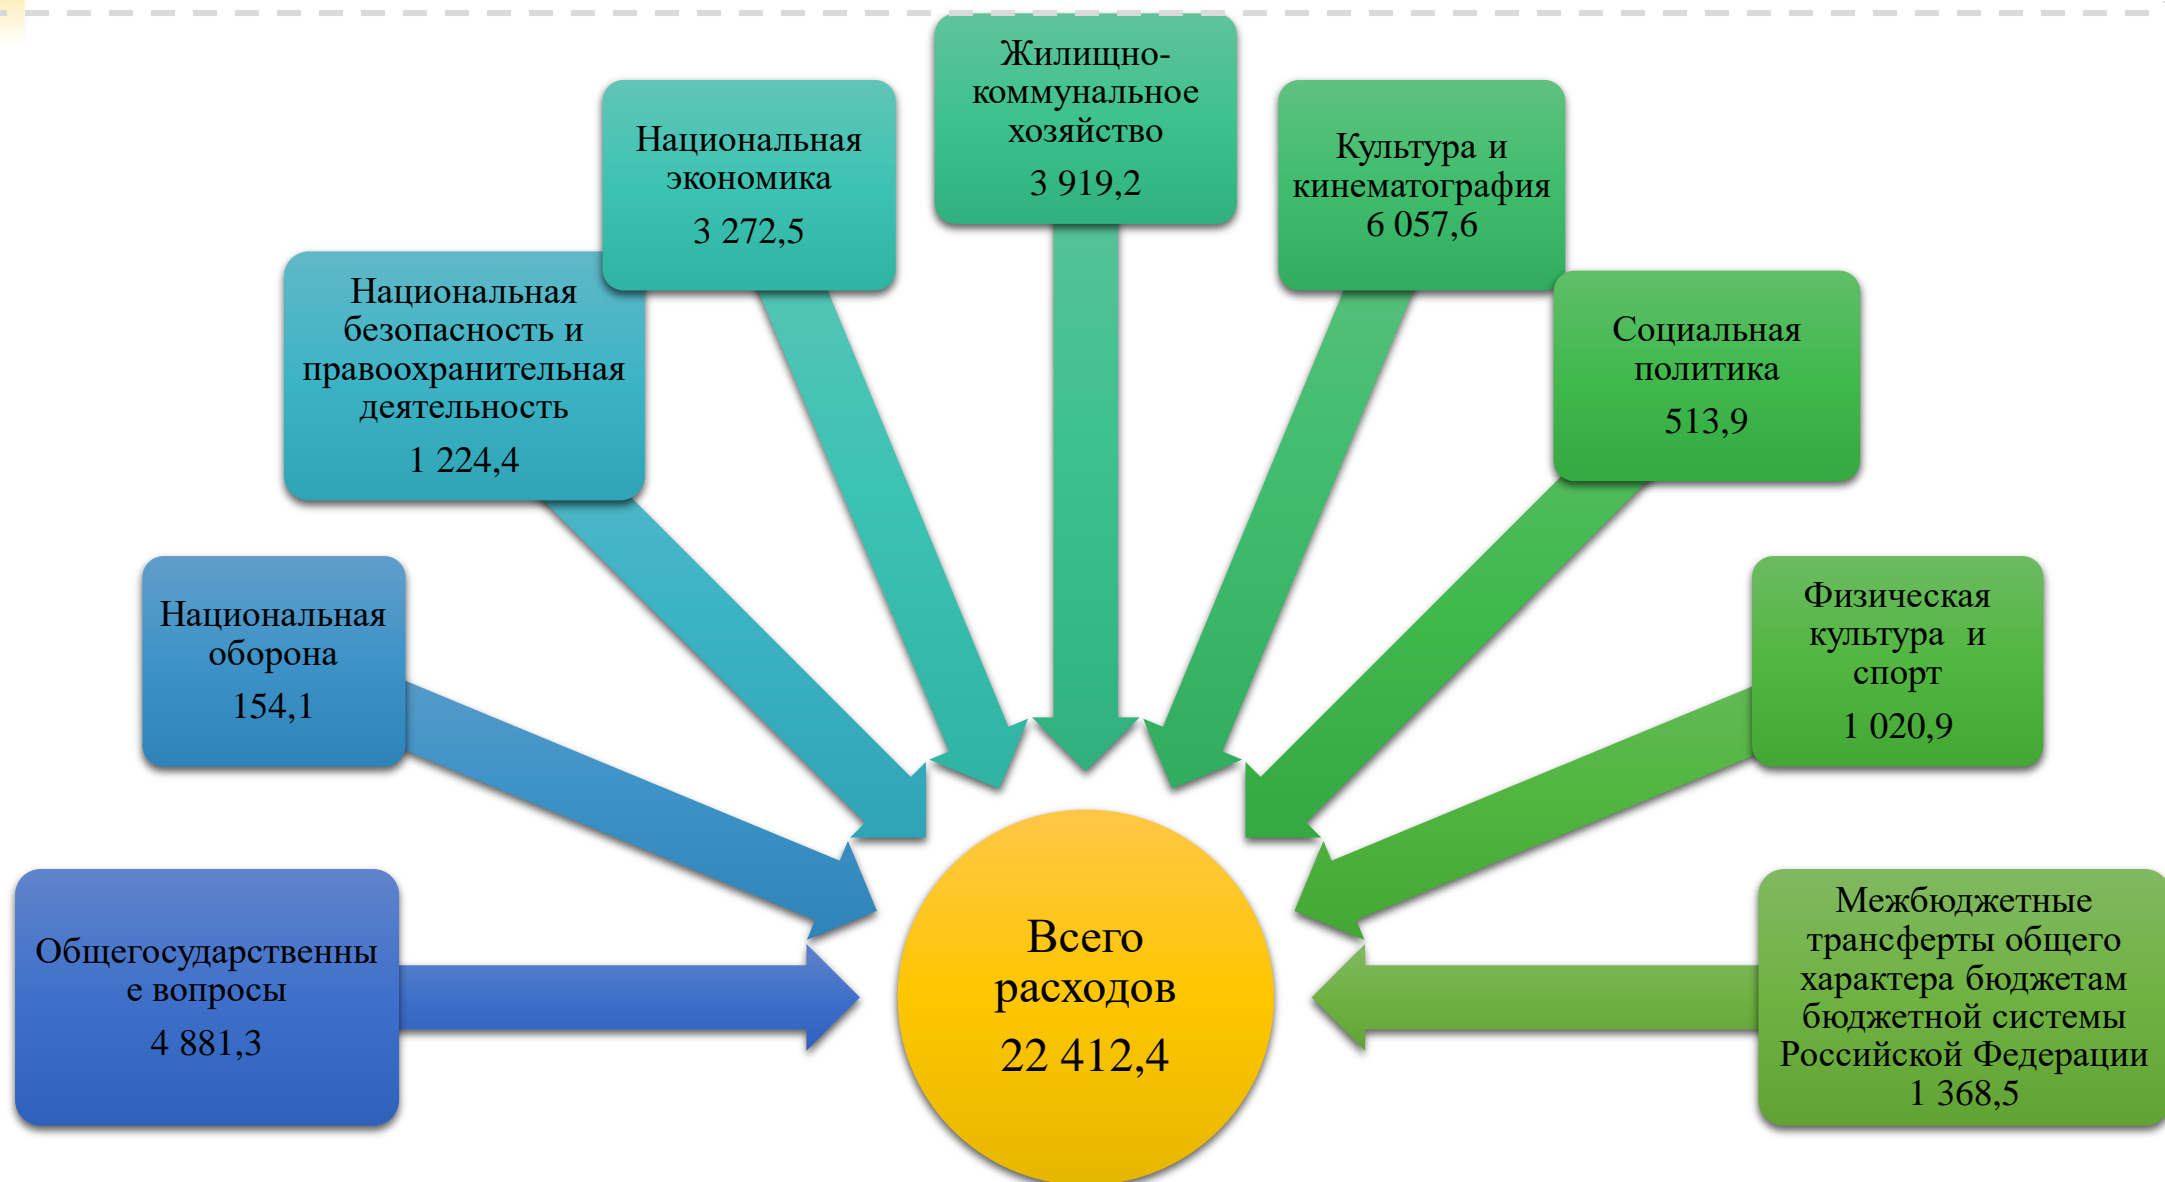 Общегосударственны
е вопросы
4 881,3
Национальная
оборона
154,1
Национальная
безопасность и
правоохранительная
деятельность
1 224,4
Национальная
экономика
3 272,5
Жилищно-
коммунальное
хозяйство
3 919,2
Культура и
кинематография
6 057,6
Социальная
политика
513,9
Физическая
культура и
спорт
1 020,9
Межбюджетные
трансферты общего
характера бюджетам
бюджетной системы
Российской Федерации
1 368,5
Всего
расходов
22 412,4